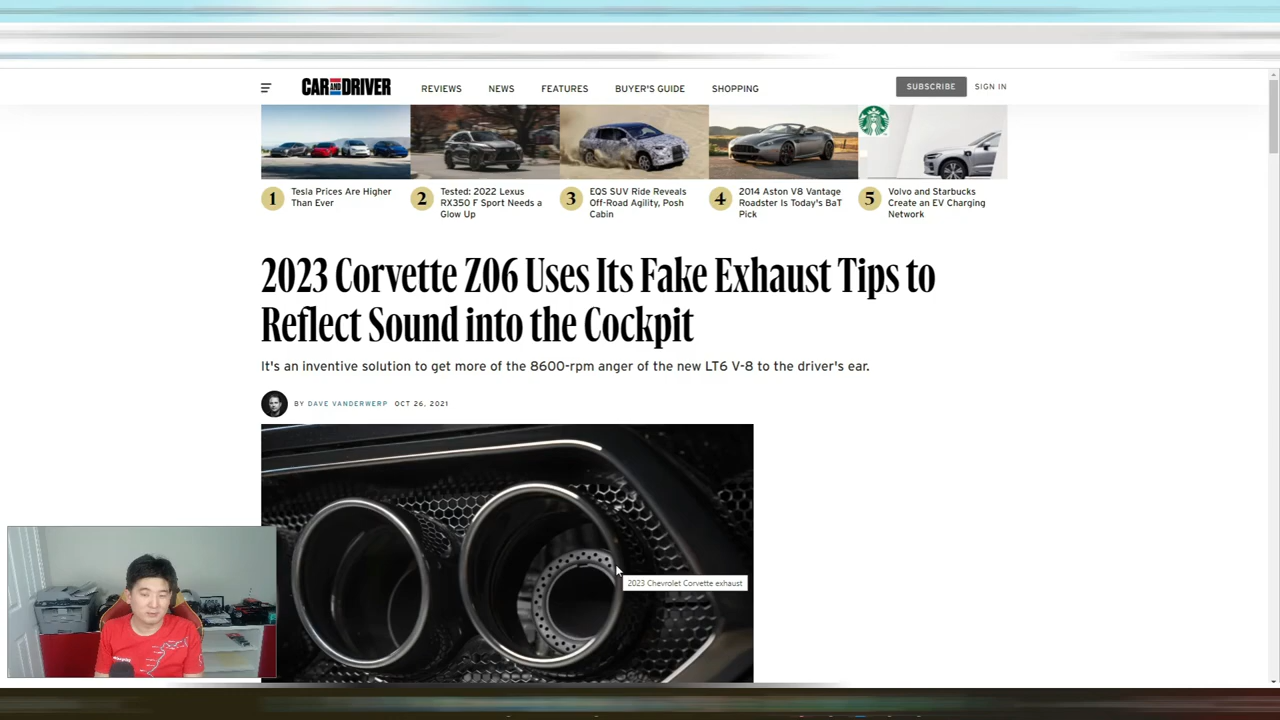 CAR AND DRIVER
REVIEWS NEWS FEATURES BUYER'S GUIDE SHOPPING
SUBSCRIBE SIGN IN
1 Tesla Prices Are Higher
Than Ever
2 Tested: 2022 Lexus
RX350 F Sport Needs a
Glow Up
3 EQS SUV Ride Reveals
Off-Road Agility, Posh
Cabin
4 2014 Aston V8 Vantage
Roadster Is Today's BaT
Pick
5 Volvo and Starbucks
Create an EV Charging
Network
2023 Corvette Z06 Uses Its Fake Exhaust Tips to
Reflect Sound into the Cockpit
It's an inventive solution to get more of the 8600-rpm anger of the new LT6 V-8 to the driver's ear.
BY DAVE VANDERWERP OCT 26, 2021
2023 Chevrolet Corvette exhaust